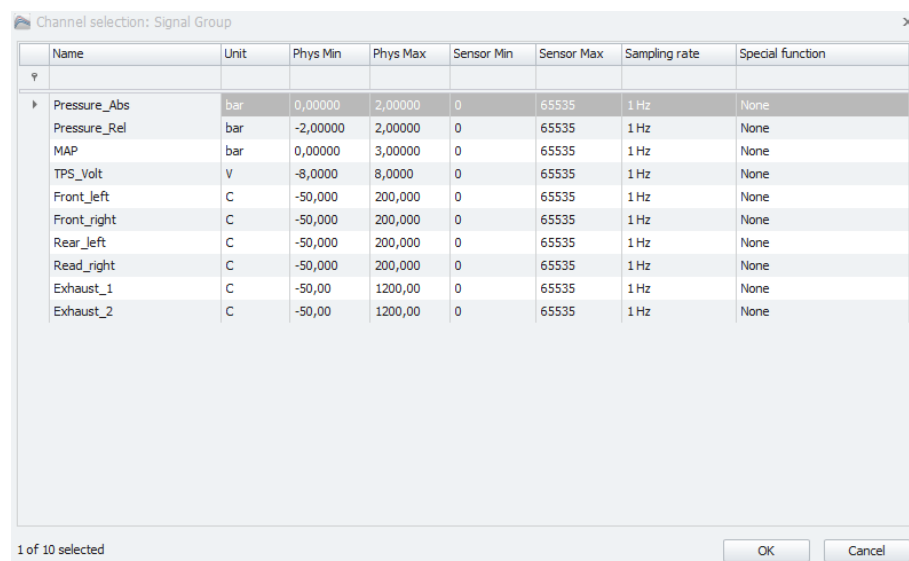 Channel selection: Signal Group
Name Unit Phys Min Phys Max Sensor Min Sensor Max Sampling rate Special function
Pressure_Abs bar 0,00000 2,00000 0 65535 1 Hz None
Pressure_Rel bar -2,00000 2,00000 0 65535 1 Hz None
MAP bar 0,00000 3,00000 0 65535 1 Hz None
TPS_Volt V -8,0000 8,0000 0 65535 1 Hz None
Front_left C -50,000 200,000 0 65535 1 Hz None
Front_right C -50,000 200,000 0 65535 1 Hz None
Rear_left C -50,000 200,000 0 65535 1 Hz None
Read_right C -50,000 200,000 0 65535 1 Hz None
Exhaust_1 C -50,00 1200,00 0 65535 1 Hz None
Exhaust_2 C -50,00 1200,00 0 65535 1 Hz None
1 of 10 selected OK Cancel